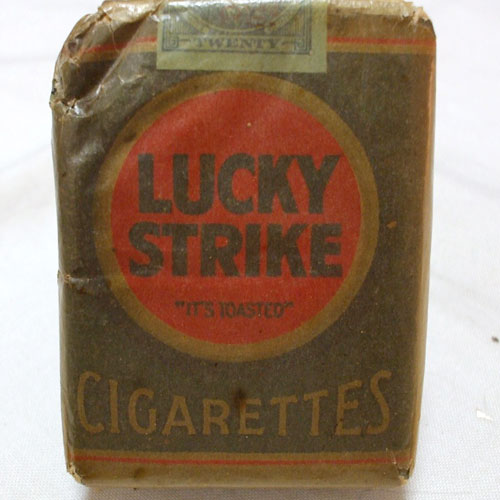 TWENTY
LUCKY
STRIKE
"IT'S TOASTED"
CIGARETTES